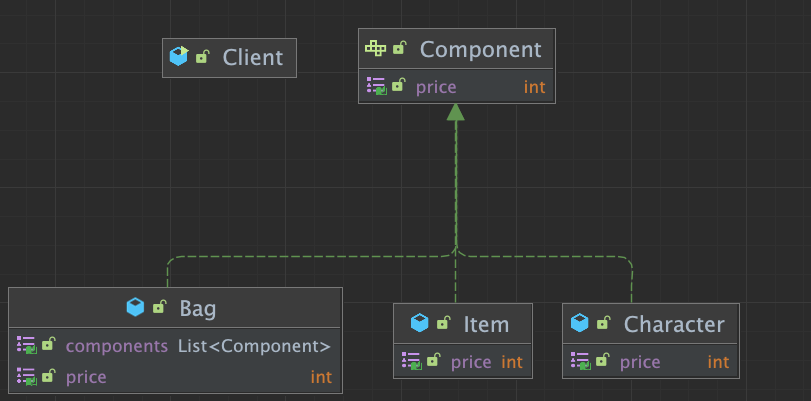 Client
Component
price int
Bag
components List<Component>
price int
Item
price int
Character
price int